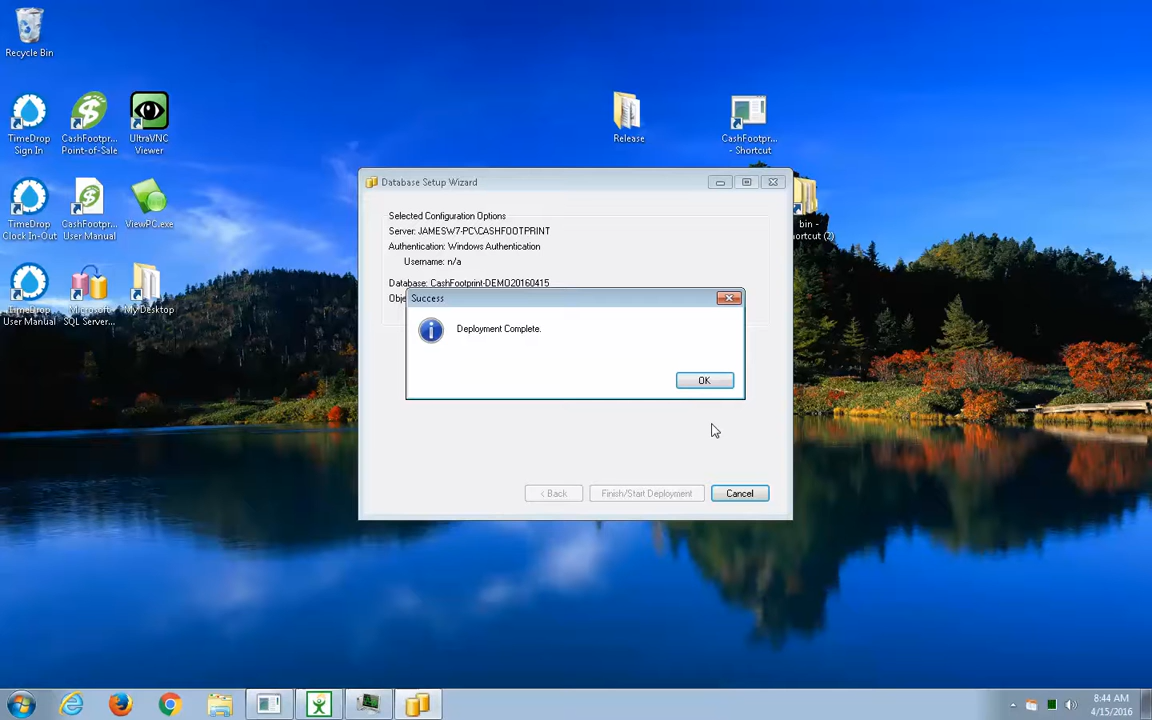 Recycle Bin
TimeDrop
Sign In
CashFootpr...
Point-of-Sale
UltraVNC
Viewer
Release
CashFootpr...
- Shortcut
TimeDrop
Clock In-Out
CashFootpr...
User Manual
ViewPC.exe
bin -
ortcut (2)
TimeDrop
User Manual
Microsoft
SQL Server...
My Desktop
Database Setup Wizard
Selected Configuration Options
Server: JAMESW7-PC\CASHFOOTPRINT
Authentication: Windows Authentication
Username: n/a
Database: CashFootprint-DEMO20160415
Obje
Success
Deployment Complete.
OK
< Back
Finish/Start Deployment
Cancel
8:44 AM
4/15/2016